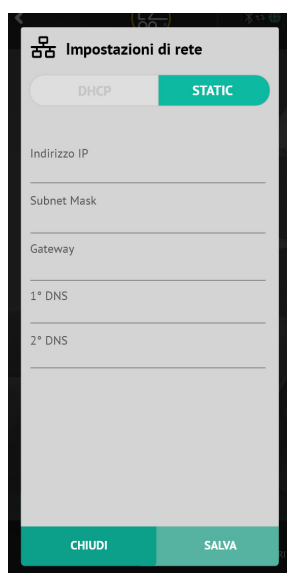 Impostazioni di rete
DHCP STATIC
Indirizzo IP
Subnet Mask
Gateway
1° DNS
2° DNS
CHIUDI SALVA